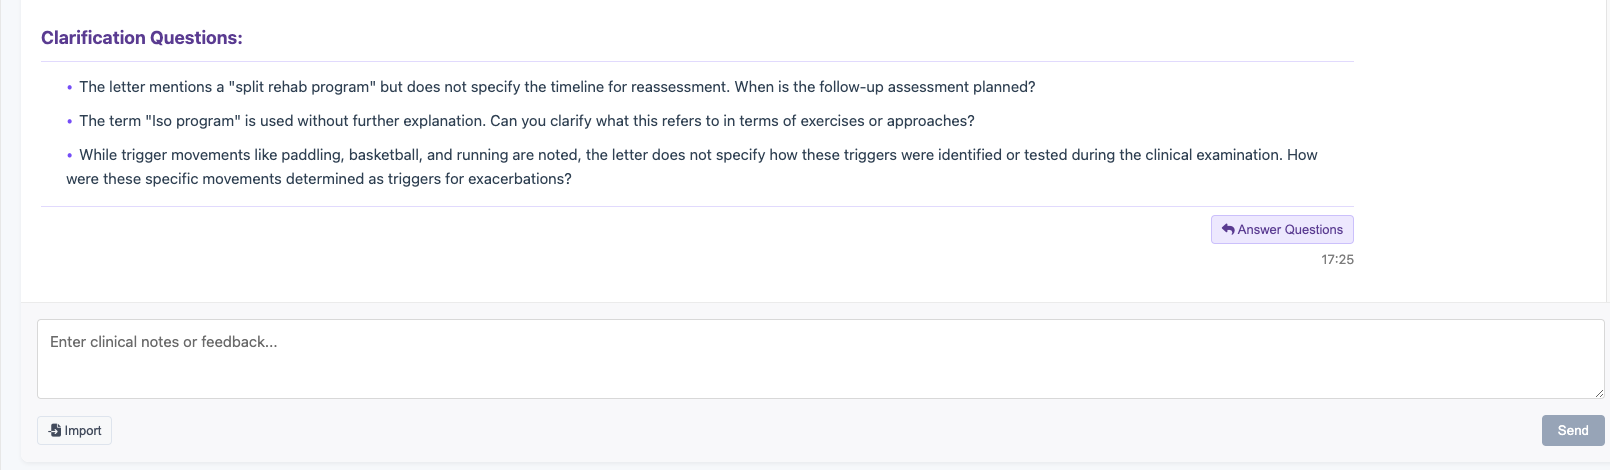 Clarification Questions:
• The letter mentions a "split rehab program" but does not specify the timeline for reassessment. When is the follow-up assessment planned?
• The term "Iso program" is used without further explanation. Can you clarify what this refers to in terms of exercises or approaches?
• While trigger movements like paddling, basketball, and running are noted, the letter does not specify how these triggers were identified or tested during the clinical examination. How
were these specific movements determined as triggers for exacerbations?
Answer Questions
17:25
Enter clinical notes or feedback...
Import
Send